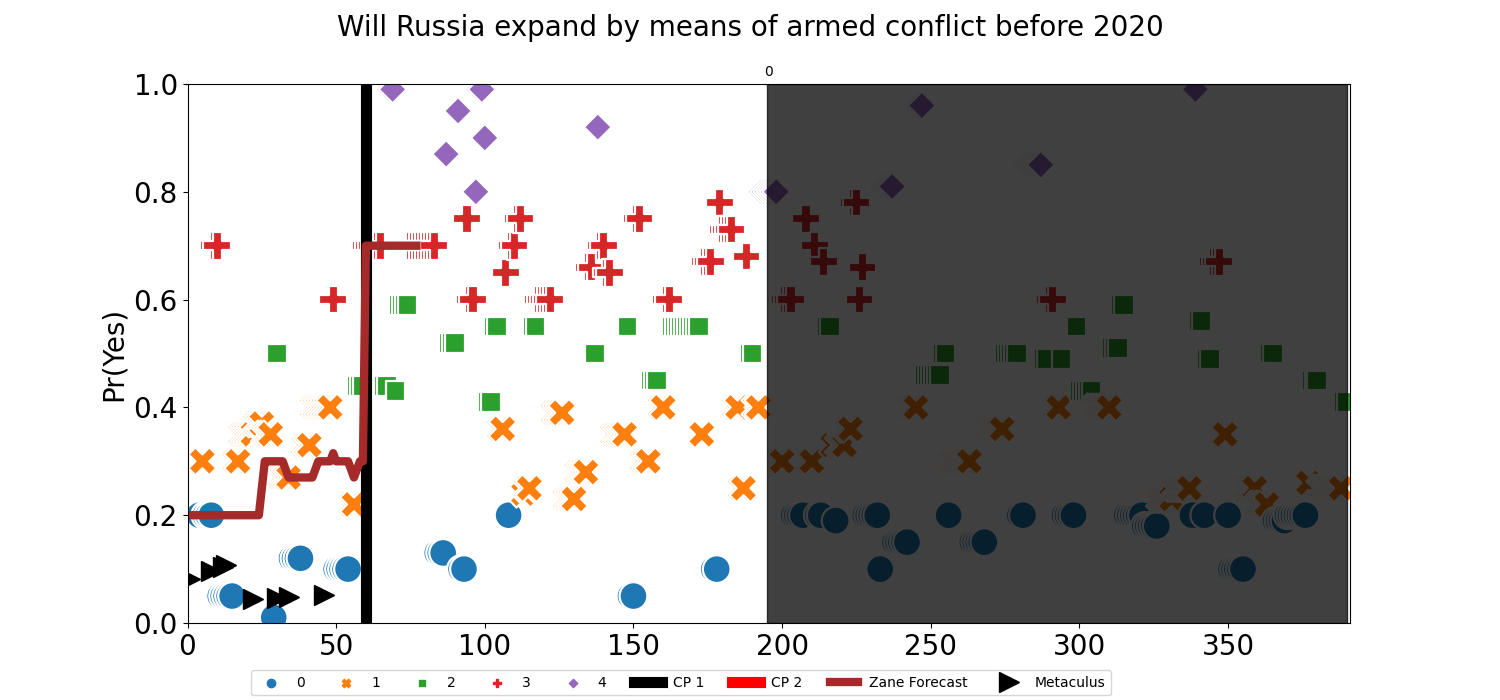 Will Russia expand by means of armed conflict before 2020
0
1.0
0.8
0.6
0.4
0.2
0.0
Pr(Yes)
0 50 100 150 200 250 300 350
0 1 2 3 4 CP 1 CP 2 Zane Forecast Metaculus